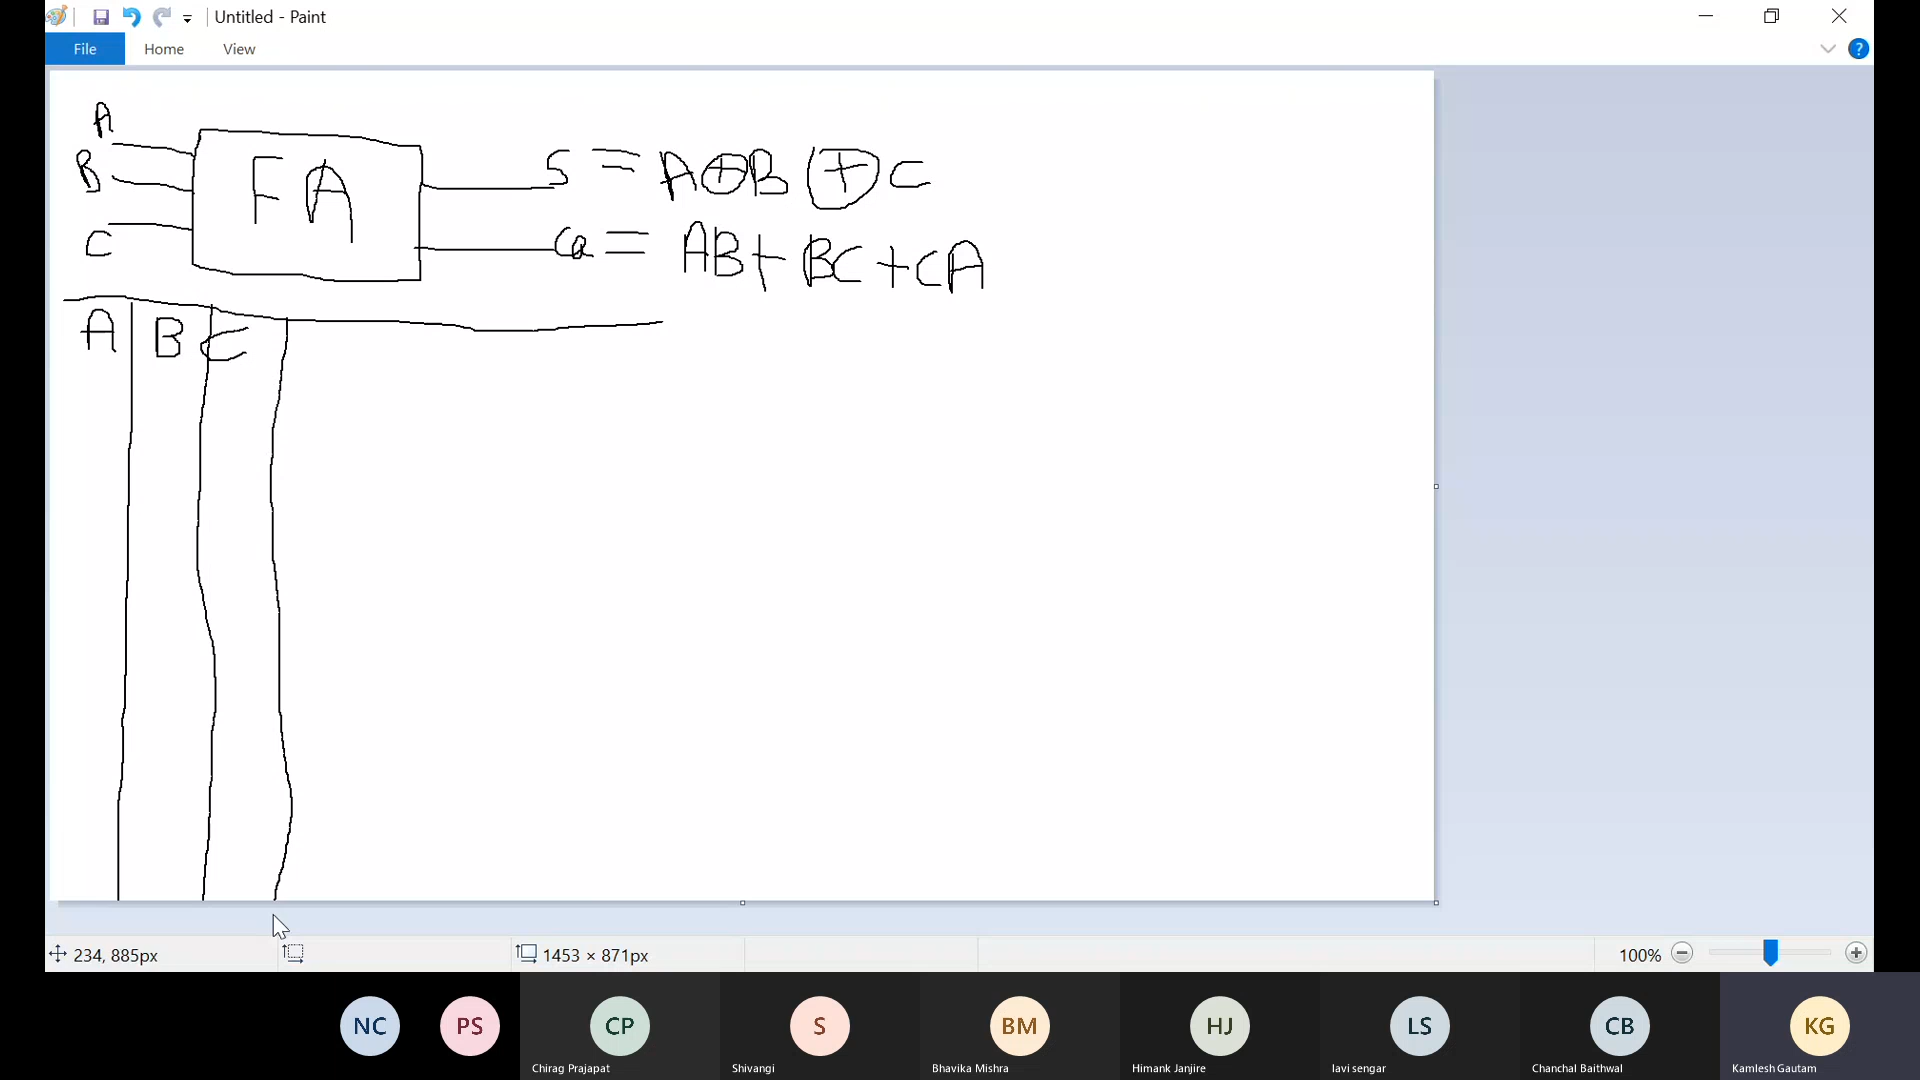 Untitled - Paint
File Home View
?
A
B
C
FA
S = A⊕B ⊕ C
Ca = AB+ BC +CA
A B C
234, 885px
1453 × 871px
100%
NC PS CP S BM HJ LS CB KG
Chirag Prajapat Shivangi Bhavika Mishra Himank Janjire lavi sengar Chanchal Baithwal Kamlesh Gautam